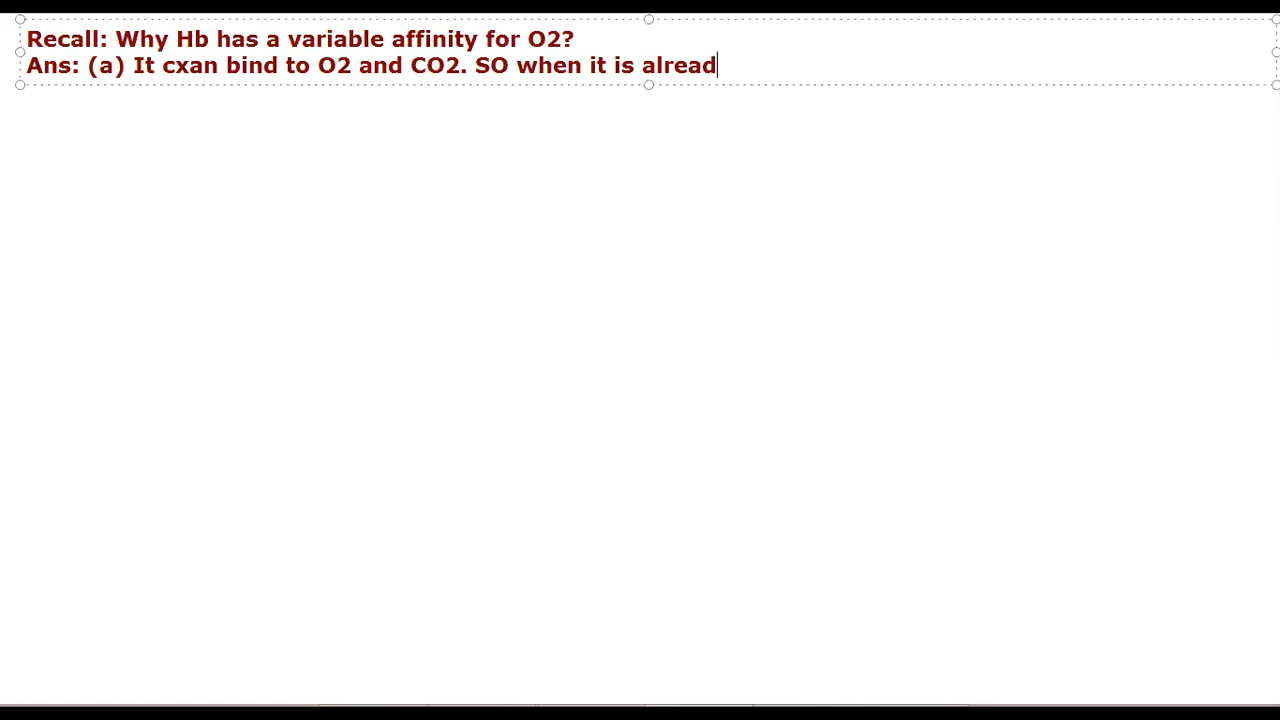 Recall: Why Hb has a variable affinity for O2?
Ans: (a) It cxan bind to O2 and CO2. SO when it is alread